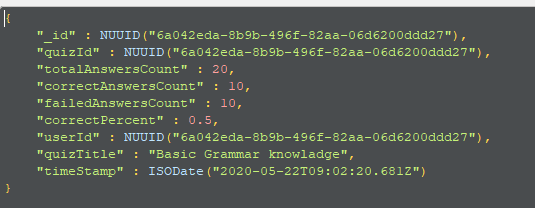 {
"_id" : NUUID("6a042eda-8b9b-496f-82aa-06d6200ddd27"),
"quizId" : NUUID("6a042eda-8b9b-496f-82aa-06d6200ddd27"),
"totalAnswersCount" : 20,
"correctAnswersCount" : 10,
"failedAnswersCount" : 10,
"correctPercent" : 0.5,
"userId" : NUUID("6a042eda-8b9b-496f-82aa-06d6200ddd27"),
"quizTitle" : "Basic Grammar knowladge",
"timeStamp" : ISODate("2020-05-22T09:02:20.681Z")
}